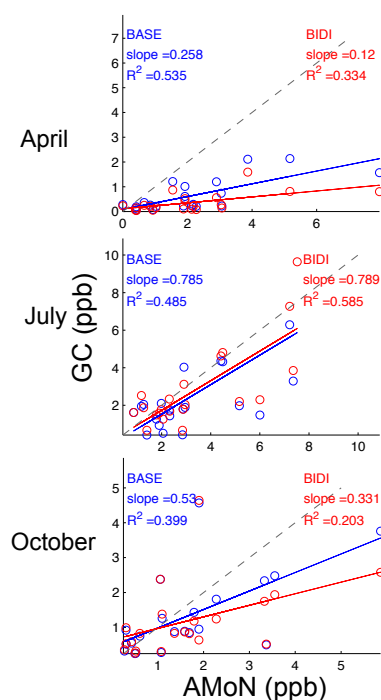 BASE BIDI
slope =0.258 slope =0.12
R² =0.535 R² =0.334
April
7
6
5
4
3
2
1
0
0 2 4 6
BASE BIDI
slope =0.785 slope =0.789
R² =0.485 R² =0.585
July
GC (ppb)
10
8
6
4
2
2 4 6 8 10
BASE BIDI
slope =0.53 slope =0.331
R² =0.399 R² =0.203
October
5
4
3
2
1
0 1 2 3 4 5
AMoN (ppb)